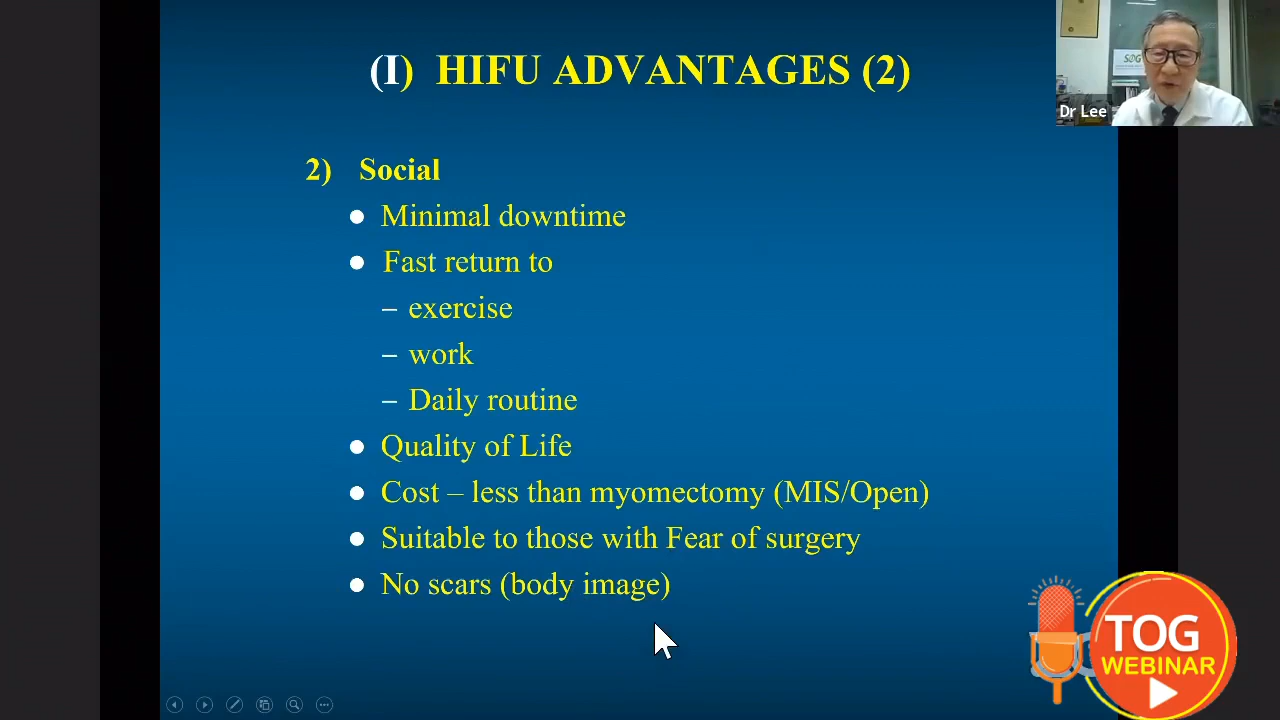 (I) HIFU ADVANTAGES (2)
2) Social
● Minimal downtime
● Fast return to
– exercise
– work
– Daily routine
● Quality of Life
● Cost – less than myomectomy (MIS/Open)
● Suitable to those with Fear of surgery
● No scars (body image)
Dr Lee
TOG
WEBINAR